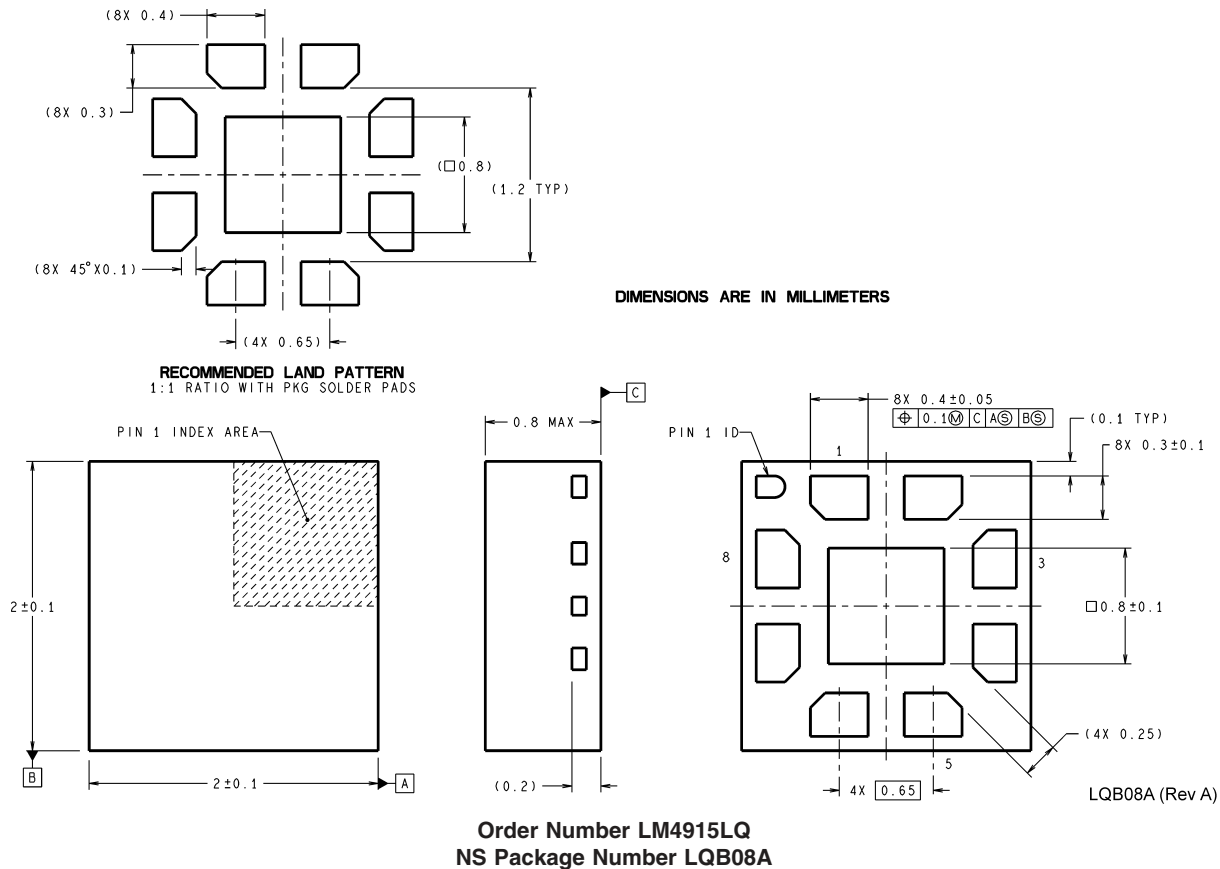 (8X 0.4)
(8X 0.3)
(□0.8)
(1.2 TYP)
(8X 45°X0.1)
(4X 0.65)
DIMENSIONS ARE IN MILLIMETERS
RECOMMENDED LAND PATTERN
1:1 RATIO WITH PKG SOLDER PADS
PIN 1 INDEX AREA
2±0.1
B
2±0.1
A
0.8 MAX
C
(0.2)
PIN 1 ID
8X 0.4±0.05
⌖ 0.1Ⓜ C AⓈ BⓈ
(0.1 TYP)
8X 0.3±0.1
1
8
3
□0.8±0.1
(4X 0.25)
5
4X 0.65
LQB08A (Rev A)
Order Number LM4915LQ
NS Package Number LQB08A